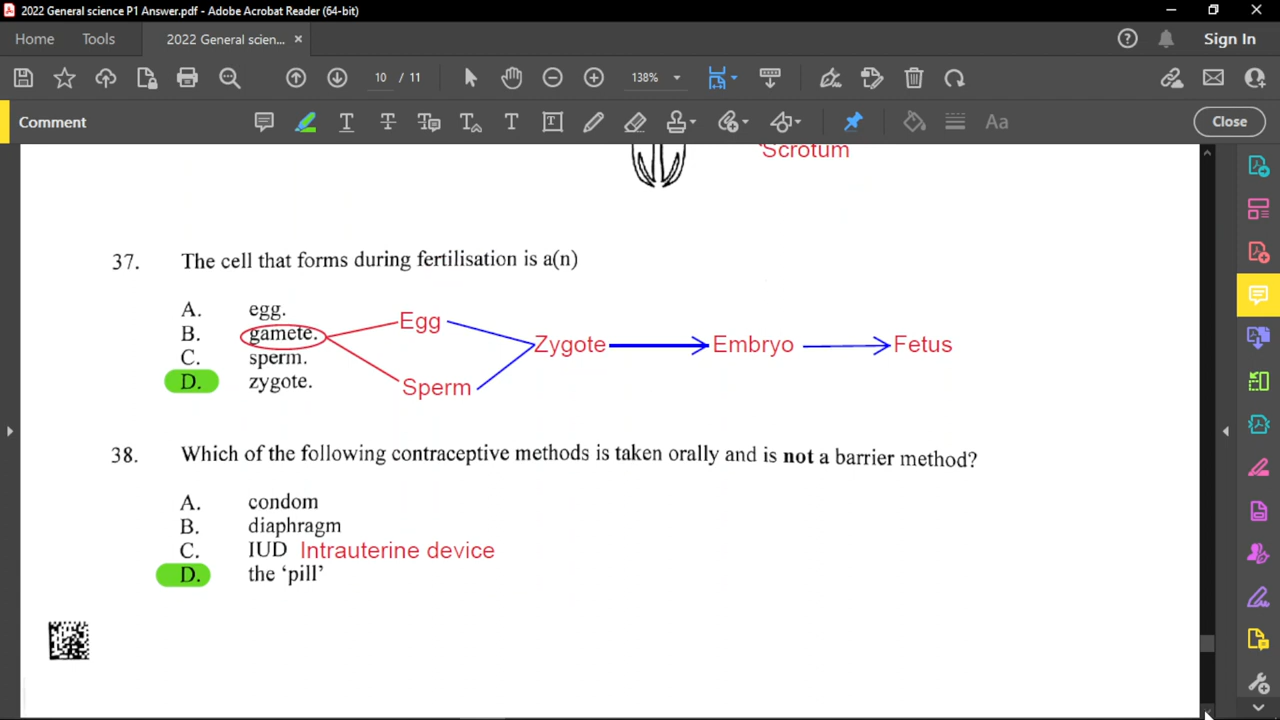 2022 General science P1 Answer.pdf - Adobe Acrobat Reader (64-bit)
Home Tools 2022 General scien... × Sign In
10 / 11 138%
Comment Close
Scrotum
37. The cell that forms during fertilisation is a(n)
A. egg.
B. gamete.
C. sperm.
D. zygote.
Egg
Sperm
Zygote Embryo Fetus
38. Which of the following contraceptive methods is taken orally and is not a barrier method?
A. condom
B. diaphragm
C. IUD Intrauterine device
D. the ‘pill’